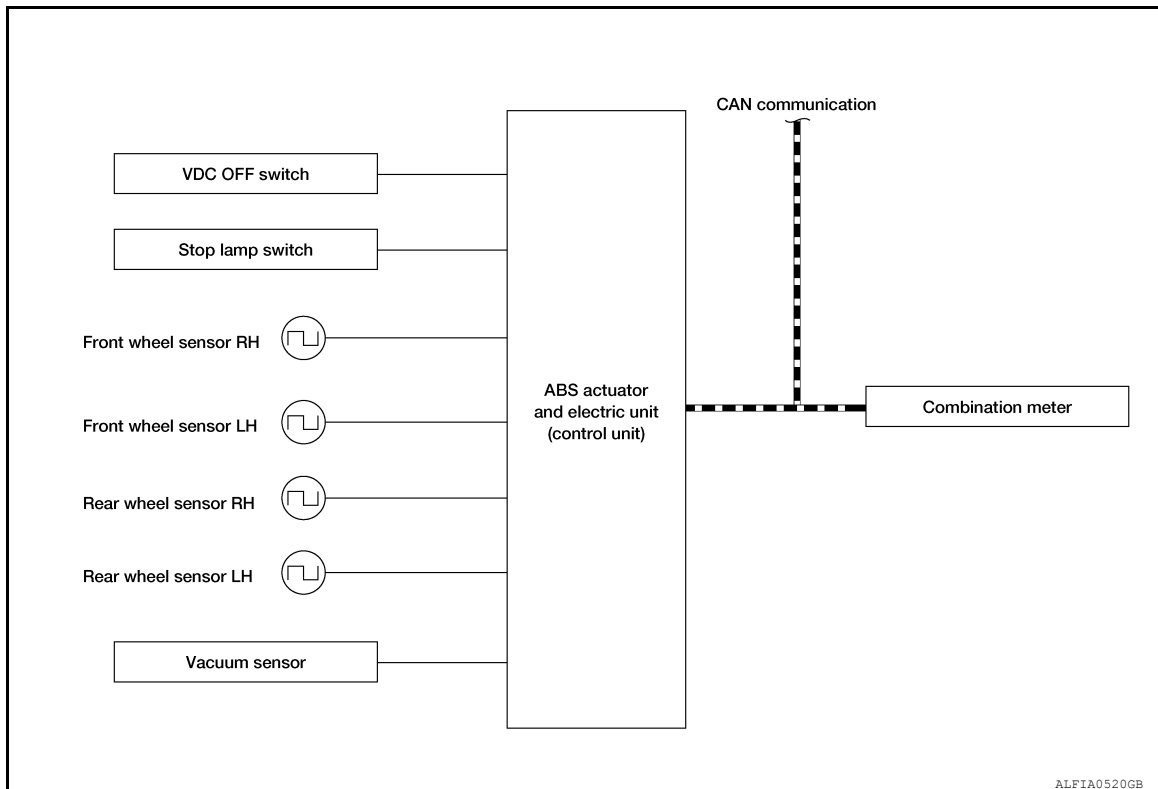 CAN communication
VDC OFF switch
Stop lamp switch
Front wheel sensor RH
Front wheel sensor LH
Rear wheel sensor RH
Rear wheel sensor LH
Vacuum sensor
ABS actuator
and electric unit
(control unit)
Combination meter
ALFIA0520GB